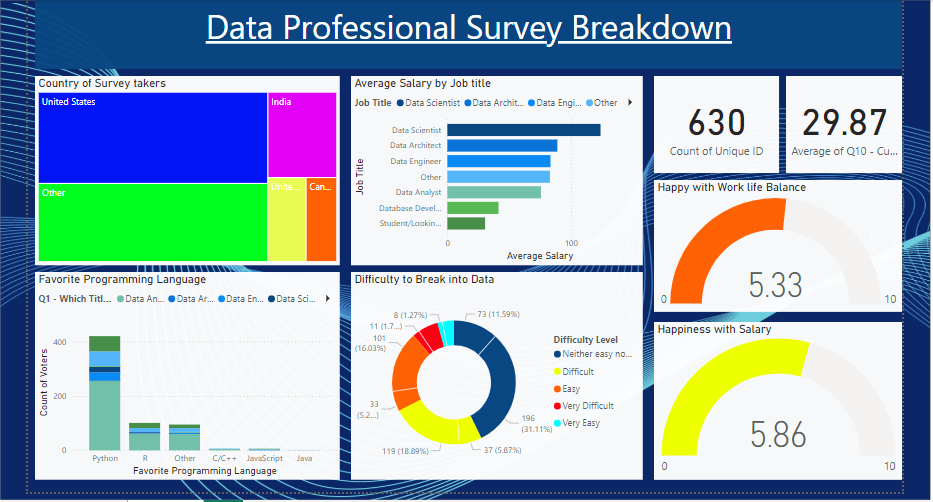 Data Professional Survey Breakdown
Country of Survey takers
United States
India
Other
Unite...
Can...
Average Salary by Job title
Job Title Data Scientist Data Archit... Data Engi... Other
Job Title
Data Scientist
Data Architect
Data Engineer
Other
Data Analyst
Database Devel...
Student/Lookin...
0 100
Average Salary
630
Count of Unique ID
29.87
Average of Q10 - Cu...
Happy with Work life Balance
5.33
0 10
Favorite Programming Language
Q1 - Which Titl... Data An... Data Ar... Data En... Data Sci...
Count of Voters
400
200
0
Python R Other C/C++ JavaScript Java
Favorite Programming Language
Difficulty to Break into Data
8 (1.27%)
73 (11.59%)
11 (1.7...)
101
(16.03%)
33
(5.2...)
119 (18.89%)
37 (5.87%)
196
(31.11%)
Difficulty Level
Neither easy no...
Difficult
Easy
Very Difficult
Very Easy
Happiness with Salary
5.86
0 10